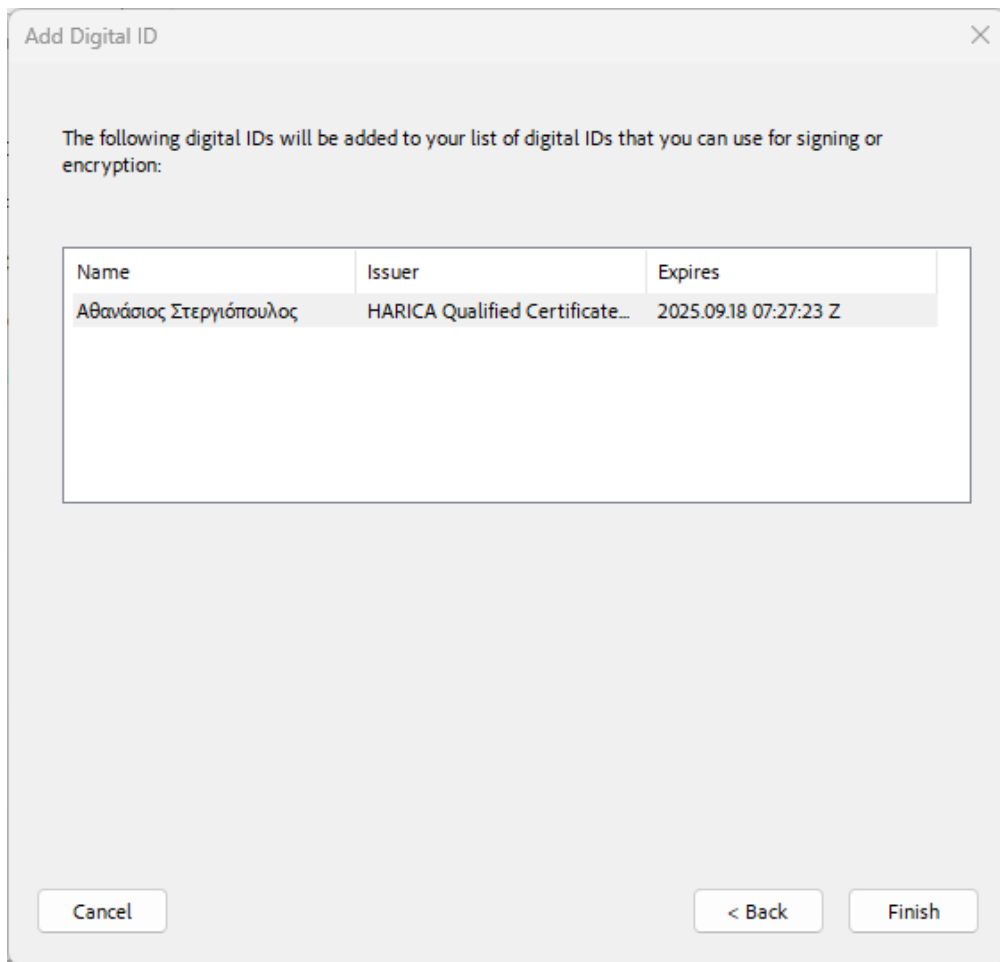 Add Digital ID
The following digital IDs will be added to your list of digital IDs that you can use for signing or
encryption:
Name Issuer Expires
Αθανάσιος Στεργιόπουλος HARICA Qualified Certificate... 2025.09.18 07:27:23 Z
Cancel < Back Finish